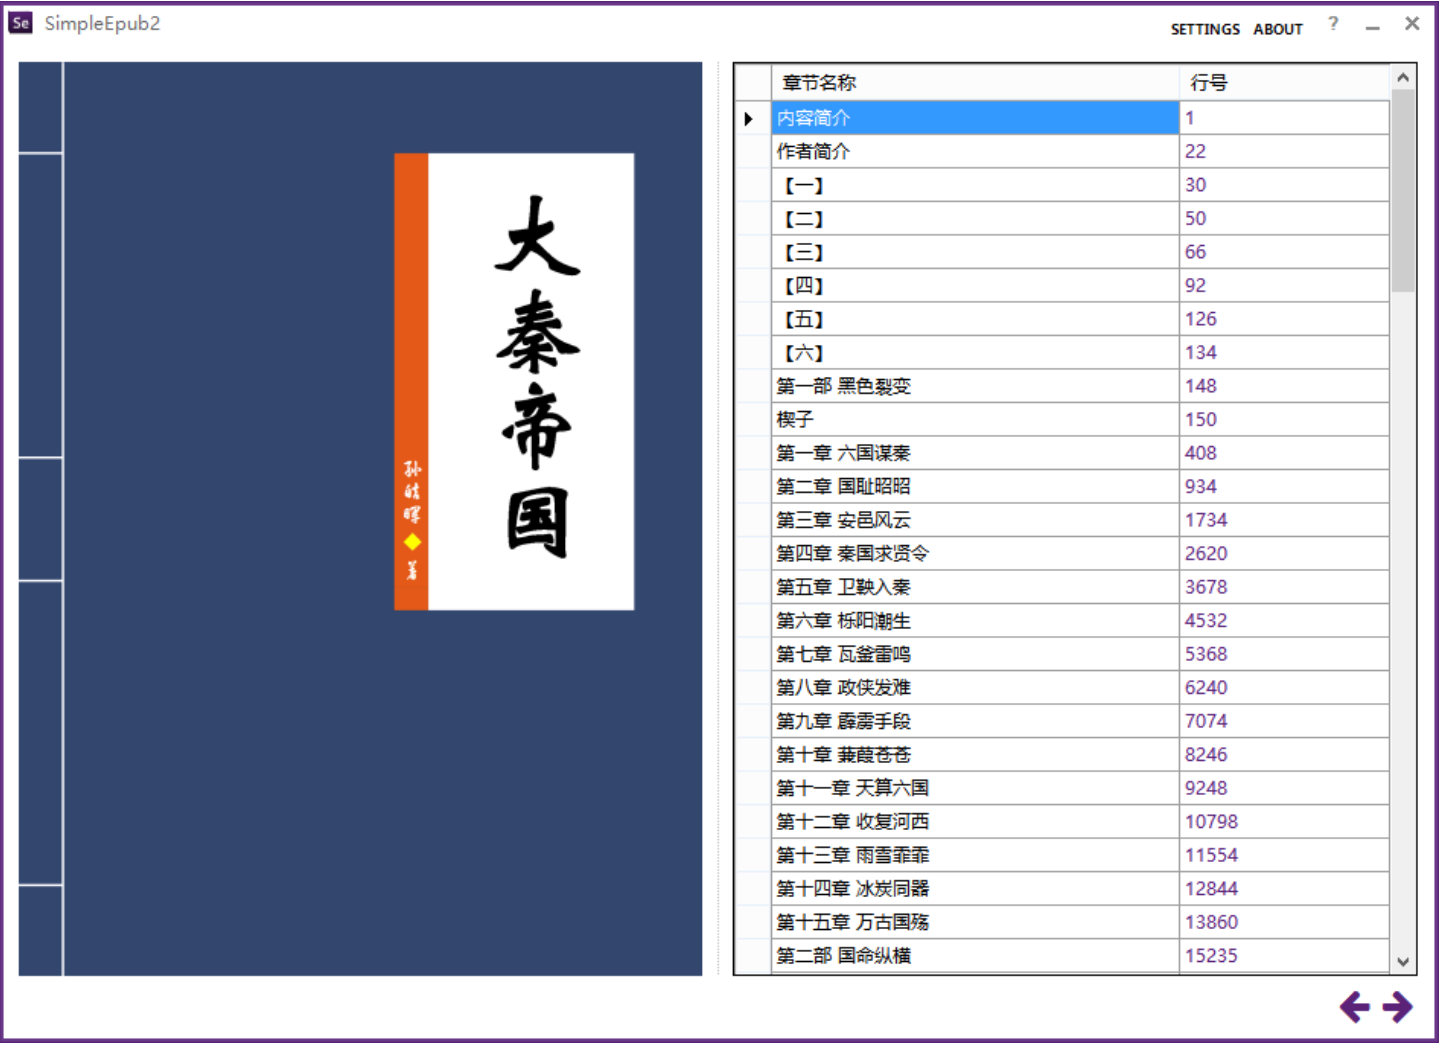 Se SimpleEpub2
SETTINGS ABOUT ?
大秦帝国
孙皓晖◆著
章节名称 行号
内容简介 1
作者简介 22
【一】 30
【二】 50
【三】 66
【四】 92
【五】 126
【六】 134
第一部 黑色裂变 148
楔子 150
第一章 六国谋秦 408
第二章 国耻昭昭 934
第三章 安邑风云 1734
第四章 秦国求贤令 2620
第五章 卫鞅入秦 3678
第六章 栎阳潮生 4532
第七章 瓦釜雷鸣 5368
第八章 政侠发难 6240
第九章 霹雳手段 7074
第十章 蒹葭苍苍 8246
第十一章 天算六国 9248
第十二章 收复河西 10798
第十三章 雨雪霏霏 11554
第十四章 冰炭同器 12844
第十五章 万古国殇 13860
第二部 国命纵横 15235